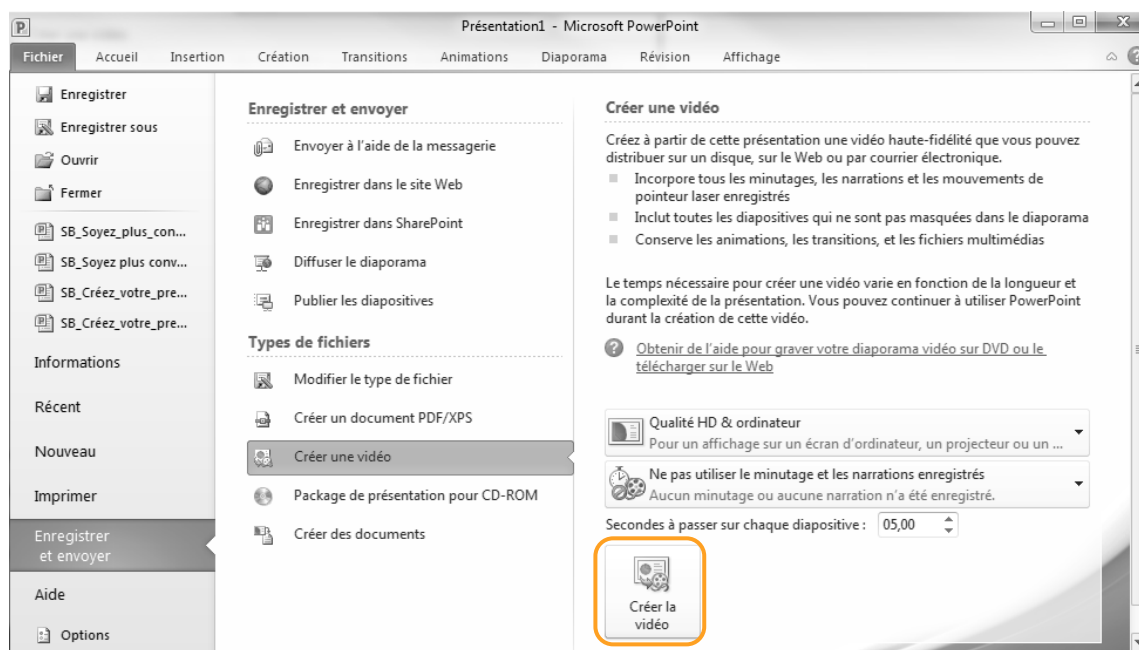 Présentation1 - Microsoft PowerPoint
Fichier Accueil Insertion Création Transitions Animations Diaporama Révision Affichage
Enregistrer
Enregistrer sous
Ouvrir
Fermer
SB_Soyez_plus_con...
SB_Soyez plus conv...
SB_Créez_votre_pre...
SB_Créez_votre_pre...
Informations
Récent
Nouveau
Imprimer
Enregistrer
et envoyer
Aide
Options
Enregistrer et envoyer
Envoyer à l'aide de la messagerie
Enregistrer dans le site Web
Enregistrer dans SharePoint
Diffuser le diaporama
Publier les diapositives
Types de fichiers
Modifier le type de fichier
Créer un document PDF/XPS
Créer une vidéo
Package de présentation pour CD-ROM
Créer des documents
Créer une vidéo
Créez à partir de cette présentation une vidéo haute-fidélité que vous pouvez
distribuer sur un disque, sur le Web ou par courrier électronique.
Incorpore tous les minutages, les narrations et les mouvements de
pointeur laser enregistrés
Inclut toutes les diapositives qui ne sont pas masquées dans le diaporama
Conserve les animations, les transitions, et les fichiers multimédias
Le temps nécessaire pour créer une vidéo varie en fonction de la longueur et
la complexité de la présentation. Vous pouvez continuer à utiliser PowerPoint
durant la création de cette vidéo.
Obtenir de l'aide pour graver votre diaporama vidéo sur DVD ou le
télécharger sur le Web
Qualité HD & ordinateur
Pour un affichage sur un écran d'ordinateur, un projecteur ou un ...
Ne pas utiliser le minutage et les narrations enregistrés
Aucun minutage ou aucune narration n'a été enregistré.
Secondes à passer sur chaque diapositive : 05,00
Créer la
vidéo